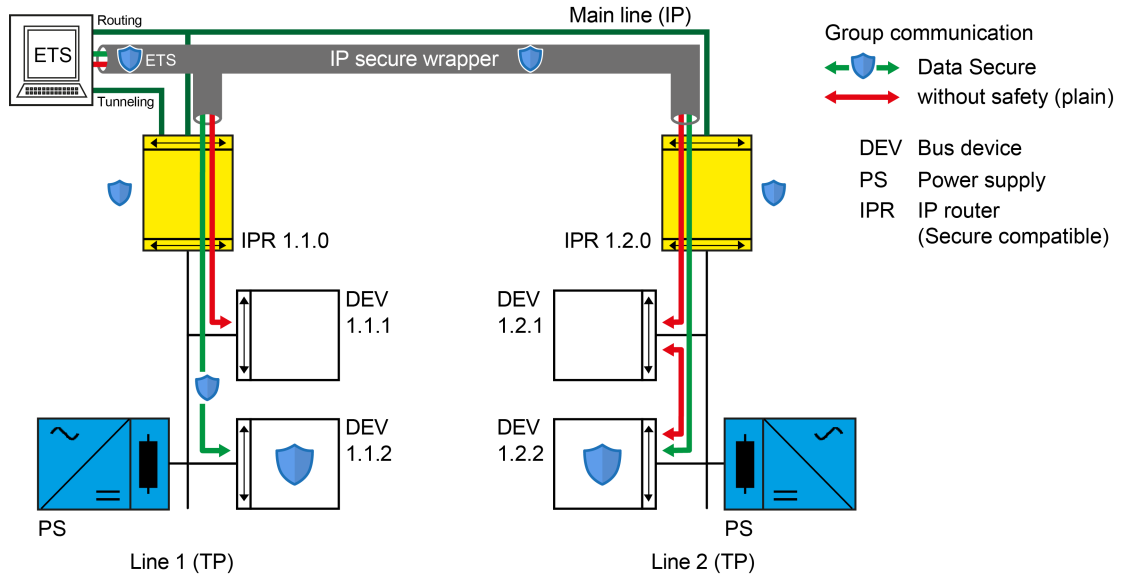 Routing
Main line (IP)
ETS
ETS
IP secure wrapper
Tunneling
Group communication
Data Secure
without safety (plain)
DEV Bus device
PS Power supply
IPR IP router
(Secure compatible)
IPR 1.1.0
IPR 1.2.0
DEV
1.1.1
DEV
1.2.1
DEV
1.1.2
DEV
1.2.2
PS
PS
Line 1 (TP)
Line 2 (TP)